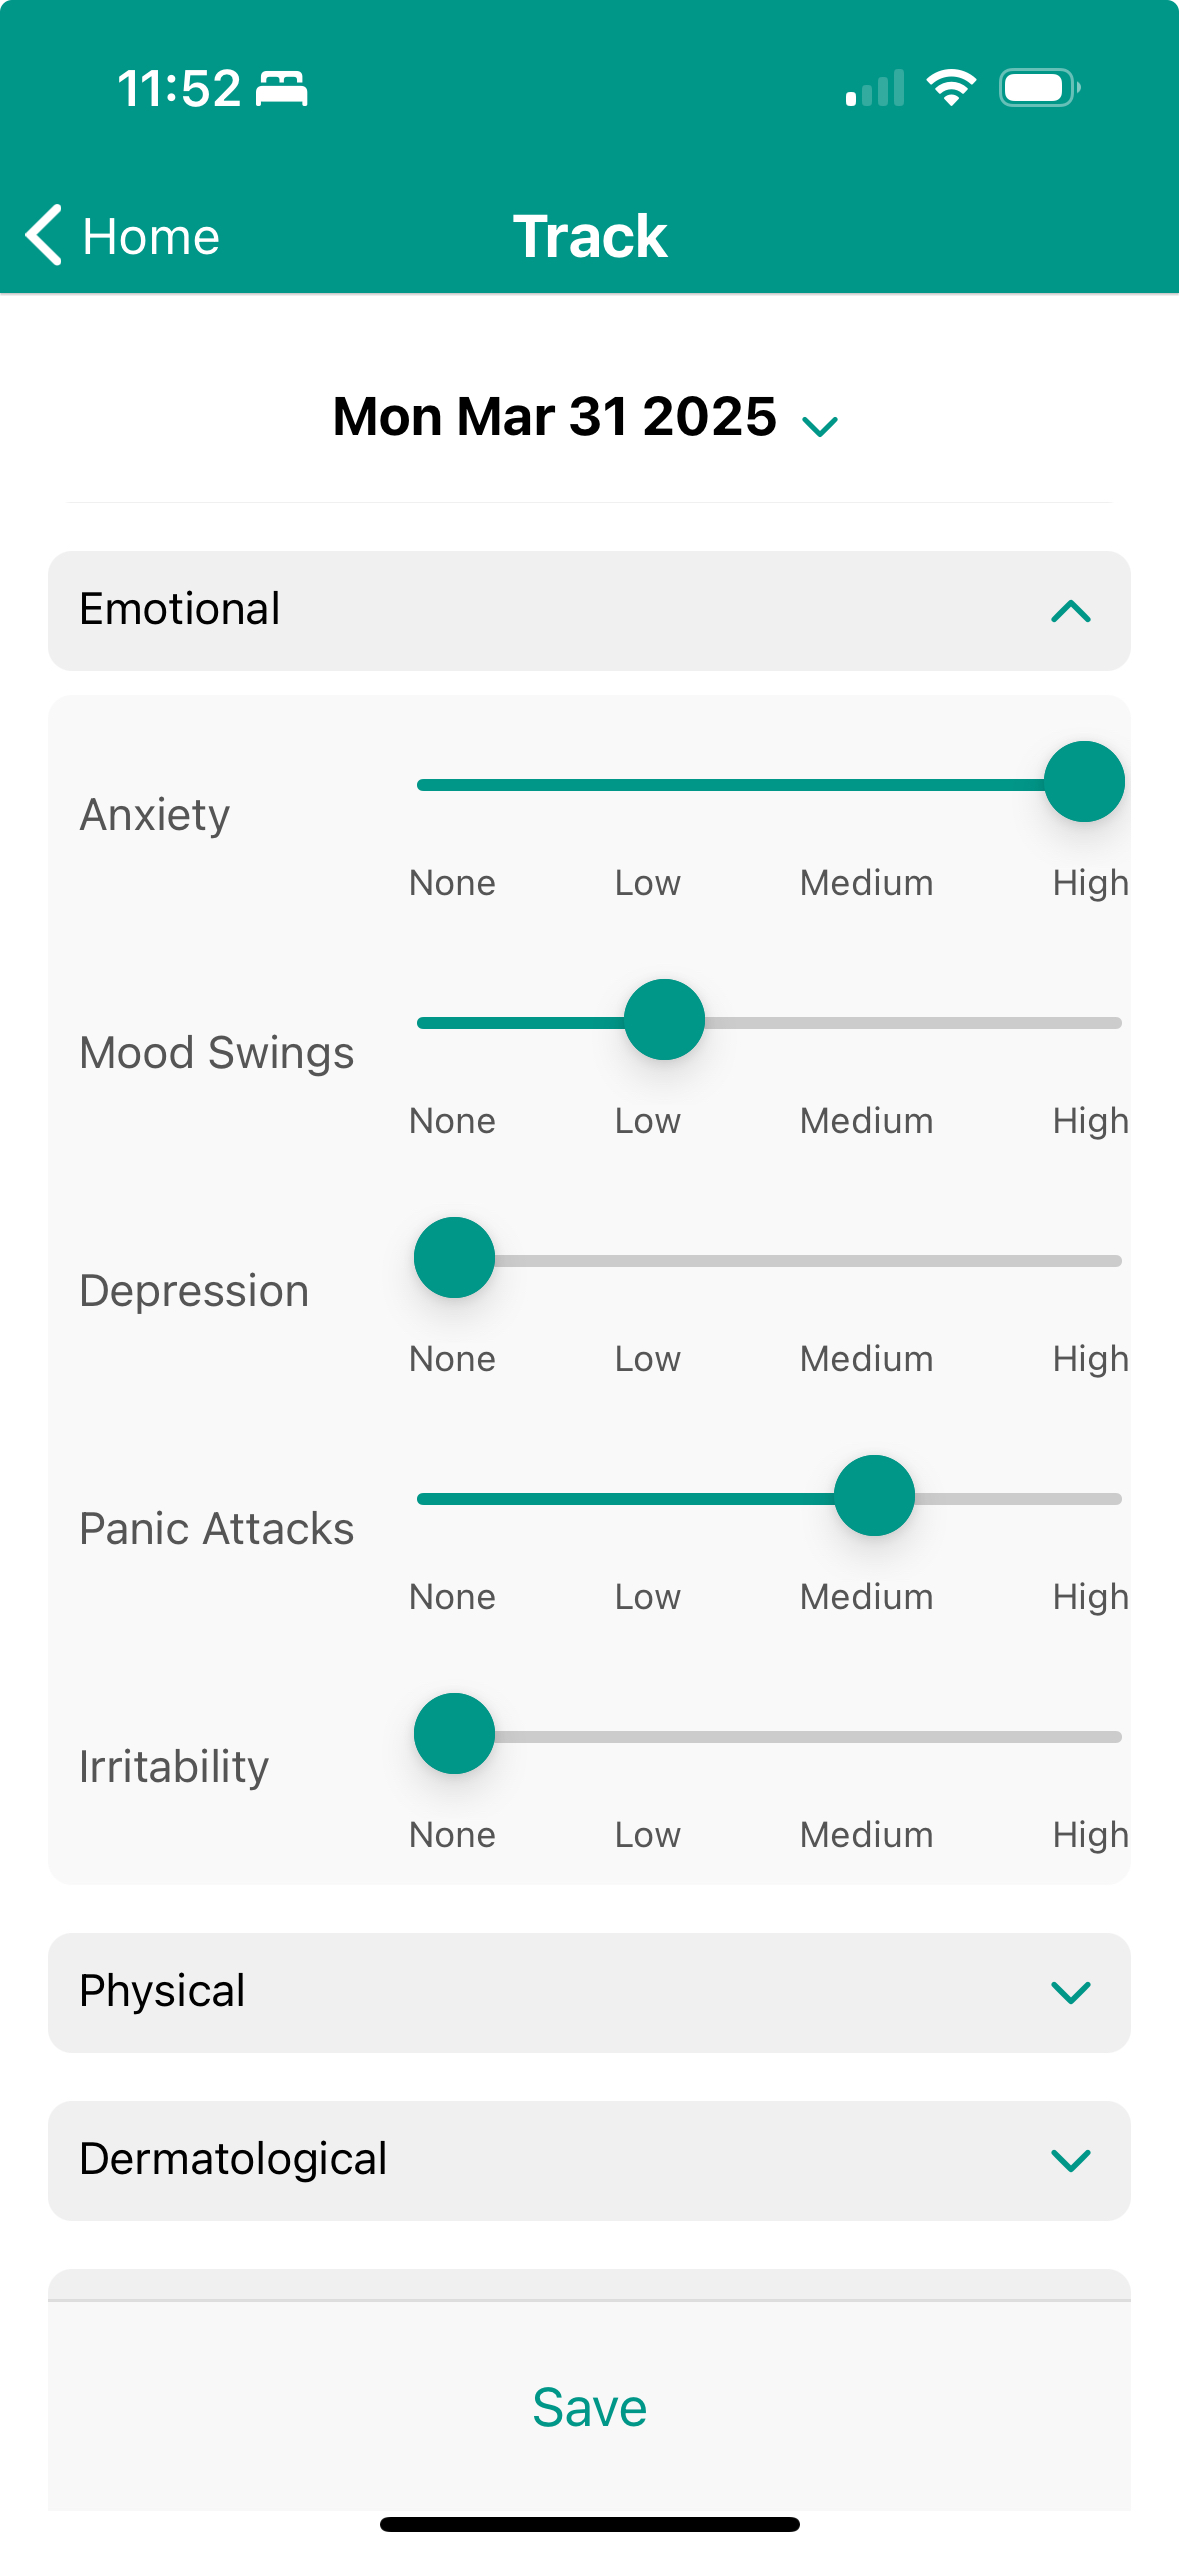 11:52
Home Track
Mon Mar 31 2025
Emotional
Anxiety
None Low Medium High
Mood Swings
None Low Medium High
Depression
None Low Medium High
Panic Attacks
None Low Medium High
Irritability
None Low Medium High
Physical
Dermatological
Save